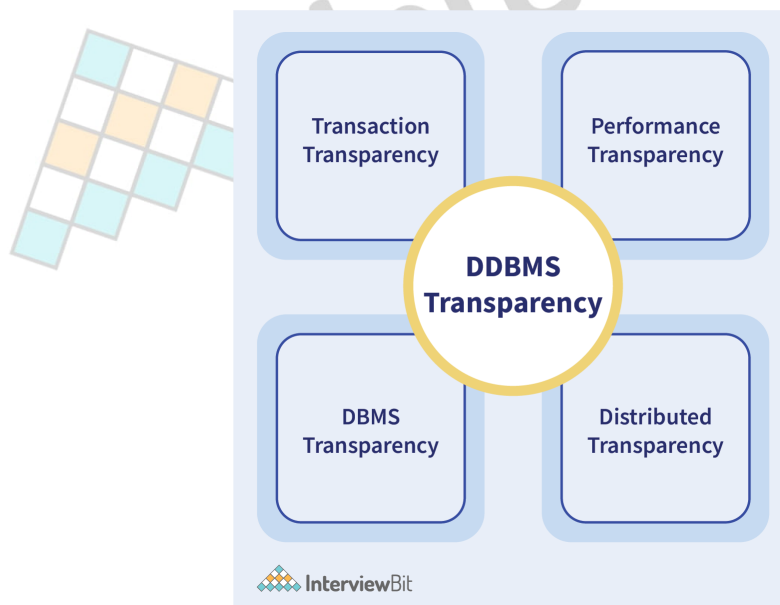 Transaction
Transparency
Performance
Transparency
DDBMS
Transparency
DBMS
Transparency
Distributed
Transparency
InterviewBit